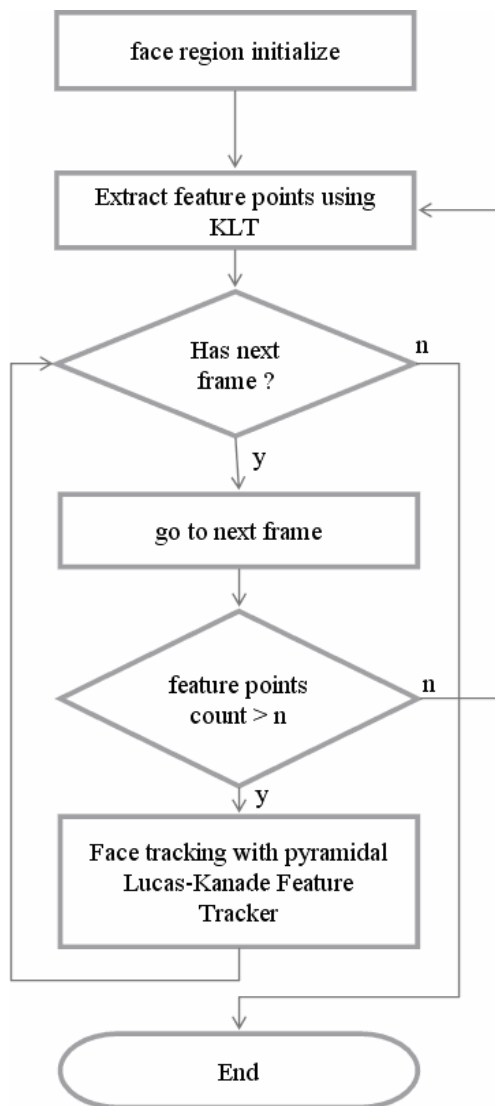 face region initialize
Extract feature points using
KLT
Has next
frame ?
n
y
go to next frame
feature points
count > n
n
y
Face tracking with pyramidal
Lucas-Kanade Feature
Tracker
End